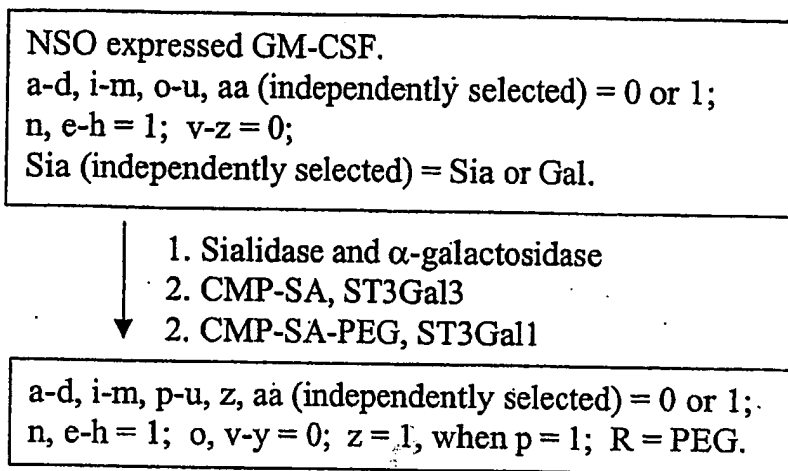 NSO expressed GM-CSF.
a-d, i-m, o-u, aa (independently selected) = 0 or 1;
n, e-h = 1; v-z = 0;
Sia (independently selected) = Sia or Gal.
1. Sialidase and α-galactosidase
2. CMP-SA, ST3Gal3
2. CMP-SA-PEG, ST3Gal1
a-d, i-m, p-u, z, aa (independently selected) = 0 or 1;
n, e-h = 1; o, v-y = 0; z = 1, when p = 1; R = PEG.